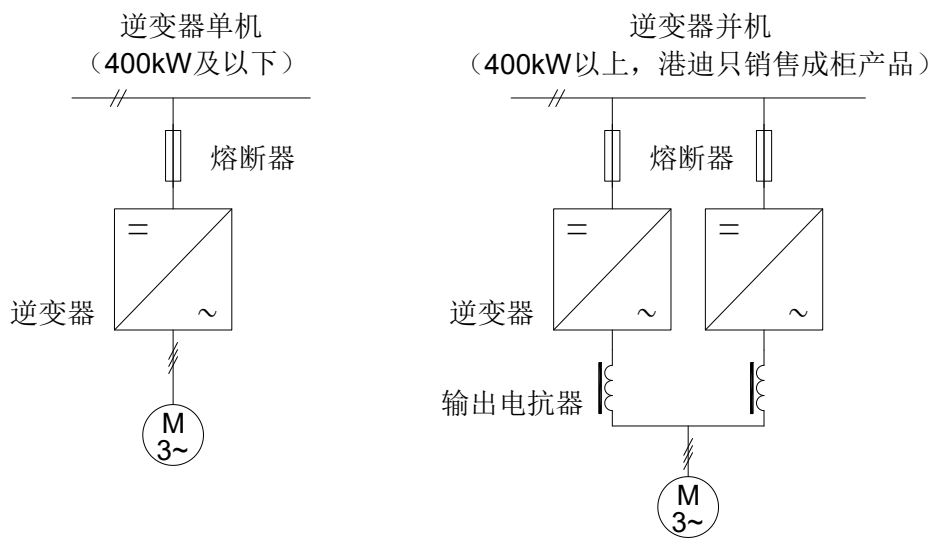 逆变器单机
（400kW及以下）
熔断器
逆变器
M
3~
逆变器并机
（400kW以上，港迪只销售成柜产品）
熔断器
逆变器
输出电抗器
M
3~